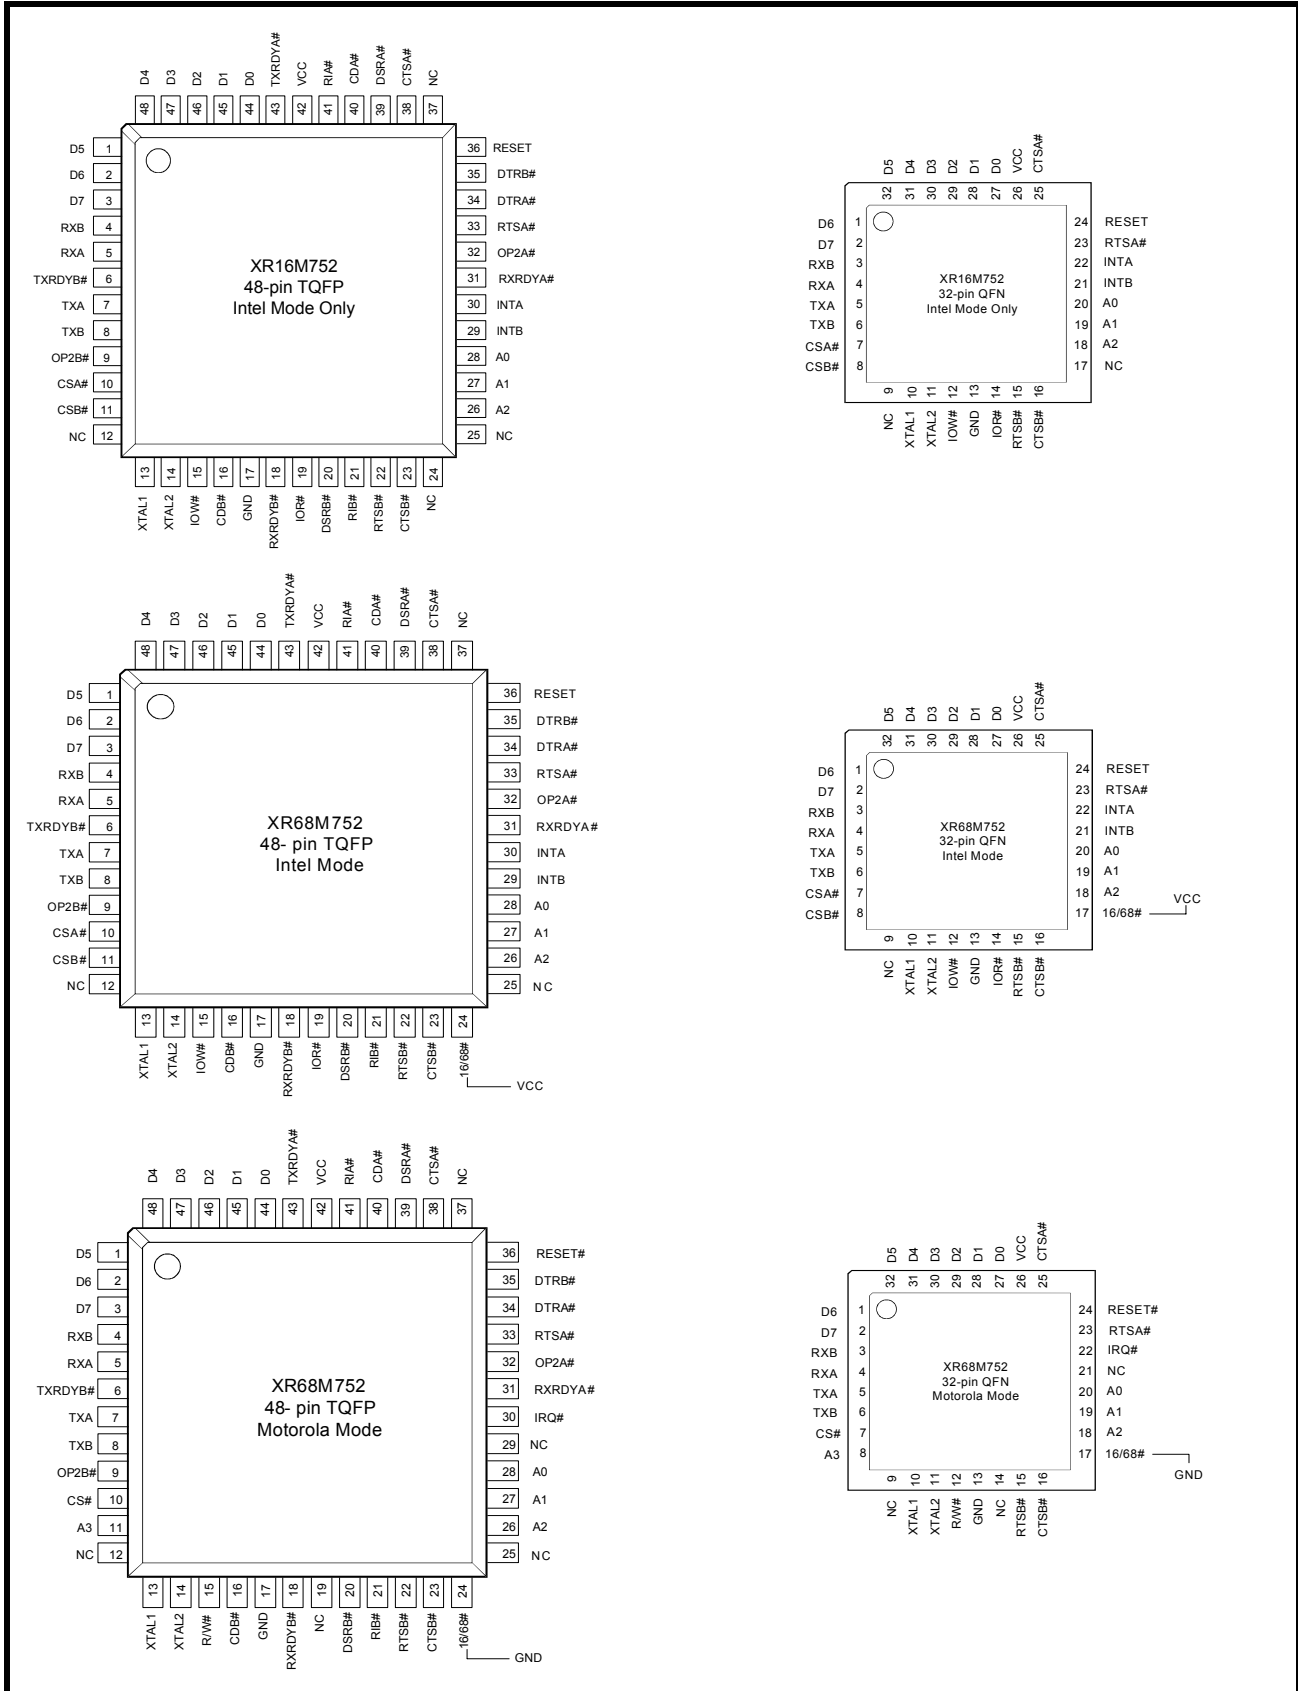 D4 D3 D2 D1 D0 TXRDYA# VCC RIA# CDA# DSRA# CTSA# NC
48 47 46 45 44 43 42 41 40 39 38 37
D5 1
D6 2
D7 3
RXB 4
RXA 5
TXRDYB# 6
TXA 7
TXB 8
OP2B# 9
CSA# 10
CSB# 11
NC 12
XR16M752
48-pin TQFP
Intel Mode Only
36 RESET
35 DTRB#
34 DTRA#
33 RTSA#
32 OP2A#
31 RXRDYA#
30 INTA
29 INTB
28 A0
27 A1
26 A2
25 NC
13 14 15 16 17 18 19 20 21 22 23 24
XTAL1 XTAL2 IOW# CDB# GND RXRDYB# IOR# DSRB# RIB# RTSB# CTSB# NC
D5 D4 D3 D2 D1 D0 VCC CTSA#
32 31 30 29 28 27 26 25
D6 1
D7 2
RXB 3
RXA 4
TXA 5
TXB 6
CSA# 7
CSB# 8
XR16M752
32-pin QFN
Intel Mode Only
24 RESET
23 RTSA#
22 INTA
21 INTB
20 A0
19 A1
18 A2
17 NC
9 10 11 12 13 14 15 16
NC XTAL1 XTAL2 IOW# GND IOR# RTSB# CTSB#
D4 D3 D2 D1 D0 TXRDYA# VCC RIA# CDA# DSRA# CTSA# NC
48 47 46 45 44 43 42 41 40 39 38 37
D5 1
D6 2
D7 3
RXB 4
RXA 5
TXRDYB# 6
TXA 7
TXB 8
OP2B# 9
CSA# 10
CSB# 11
NC 12
XR68M752
48- pin TQFP
Intel Mode
36 RESET
35 DTRB#
34 DTRA#
33 RTSA#
32 OP2A#
31 RXRDYA#
30 INTA
29 INTB
28 A0
27 A1
26 A2
25 NC
13 14 15 16 17 18 19 20 21 22 23 24
XTAL1 XTAL2 IOW# CDB# GND RXRDYB# IOR# DSRB# RIB# RTSB# CTSB# 16/68#
VCC
D5 D4 D3 D2 D1 D0 VCC CTSA#
32 31 30 29 28 27 26 25
D6 1
D7 2
RXB 3
RXA 4
TXA 5
TXB 6
CSA# 7
CSB# 8
XR68M752
32-pin QFN
Intel Mode
24 RESET
23 RTSA#
22 INTA
21 INTB
20 A0
19 A1
18 A2
17 16/68# VCC
9 10 11 12 13 14 15 16
NC XTAL1 XTAL2 IOW# GND IOR# RTSB# CTSB#
D4 D3 D2 D1 D0 TXRDYA# VCC RIA# CDA# DSRA# CTSA# NC
48 47 46 45 44 43 42 41 40 39 38 37
D5 1
D6 2
D7 3
RXB 4
RXA 5
TXRDYB# 6
TXA 7
TXB 8
OP2B# 9
CS# 10
A3 11
NC 12
XR68M752
48- pin TQFP
Motorola Mode
36 RESET#
35 DTRB#
34 DTRA#
33 RTSA#
32 OP2A#
31 RXRDYA#
30 IRQ#
29 NC
28 A0
27 A1
26 A2
25 NC
13 14 15 16 17 18 19 20 21 22 23 24
XTAL1 XTAL2 R/W# CDB# GND RXRDYB# NC DSRB# RIB# RTSB# CTSB# 16/68#
GND
D5 D4 D3 D2 D1 D0 VCC CTSA#
32 31 30 29 28 27 26 25
D6 1
D7 2
RXB 3
RXA 4
TXA 5
TXB 6
CS# 7
A3 8
XR68M752
32-pin QFN
Motorola Mode
24 RESET#
23 RTSA#
22 IRQ#
21 NC
20 A0
19 A1
18 A2
17 16/68#
GND
9 10 11 12 13 14 15 16
NC XTAL1 XTAL2 R/W# GND NC RTSB# CTSB#